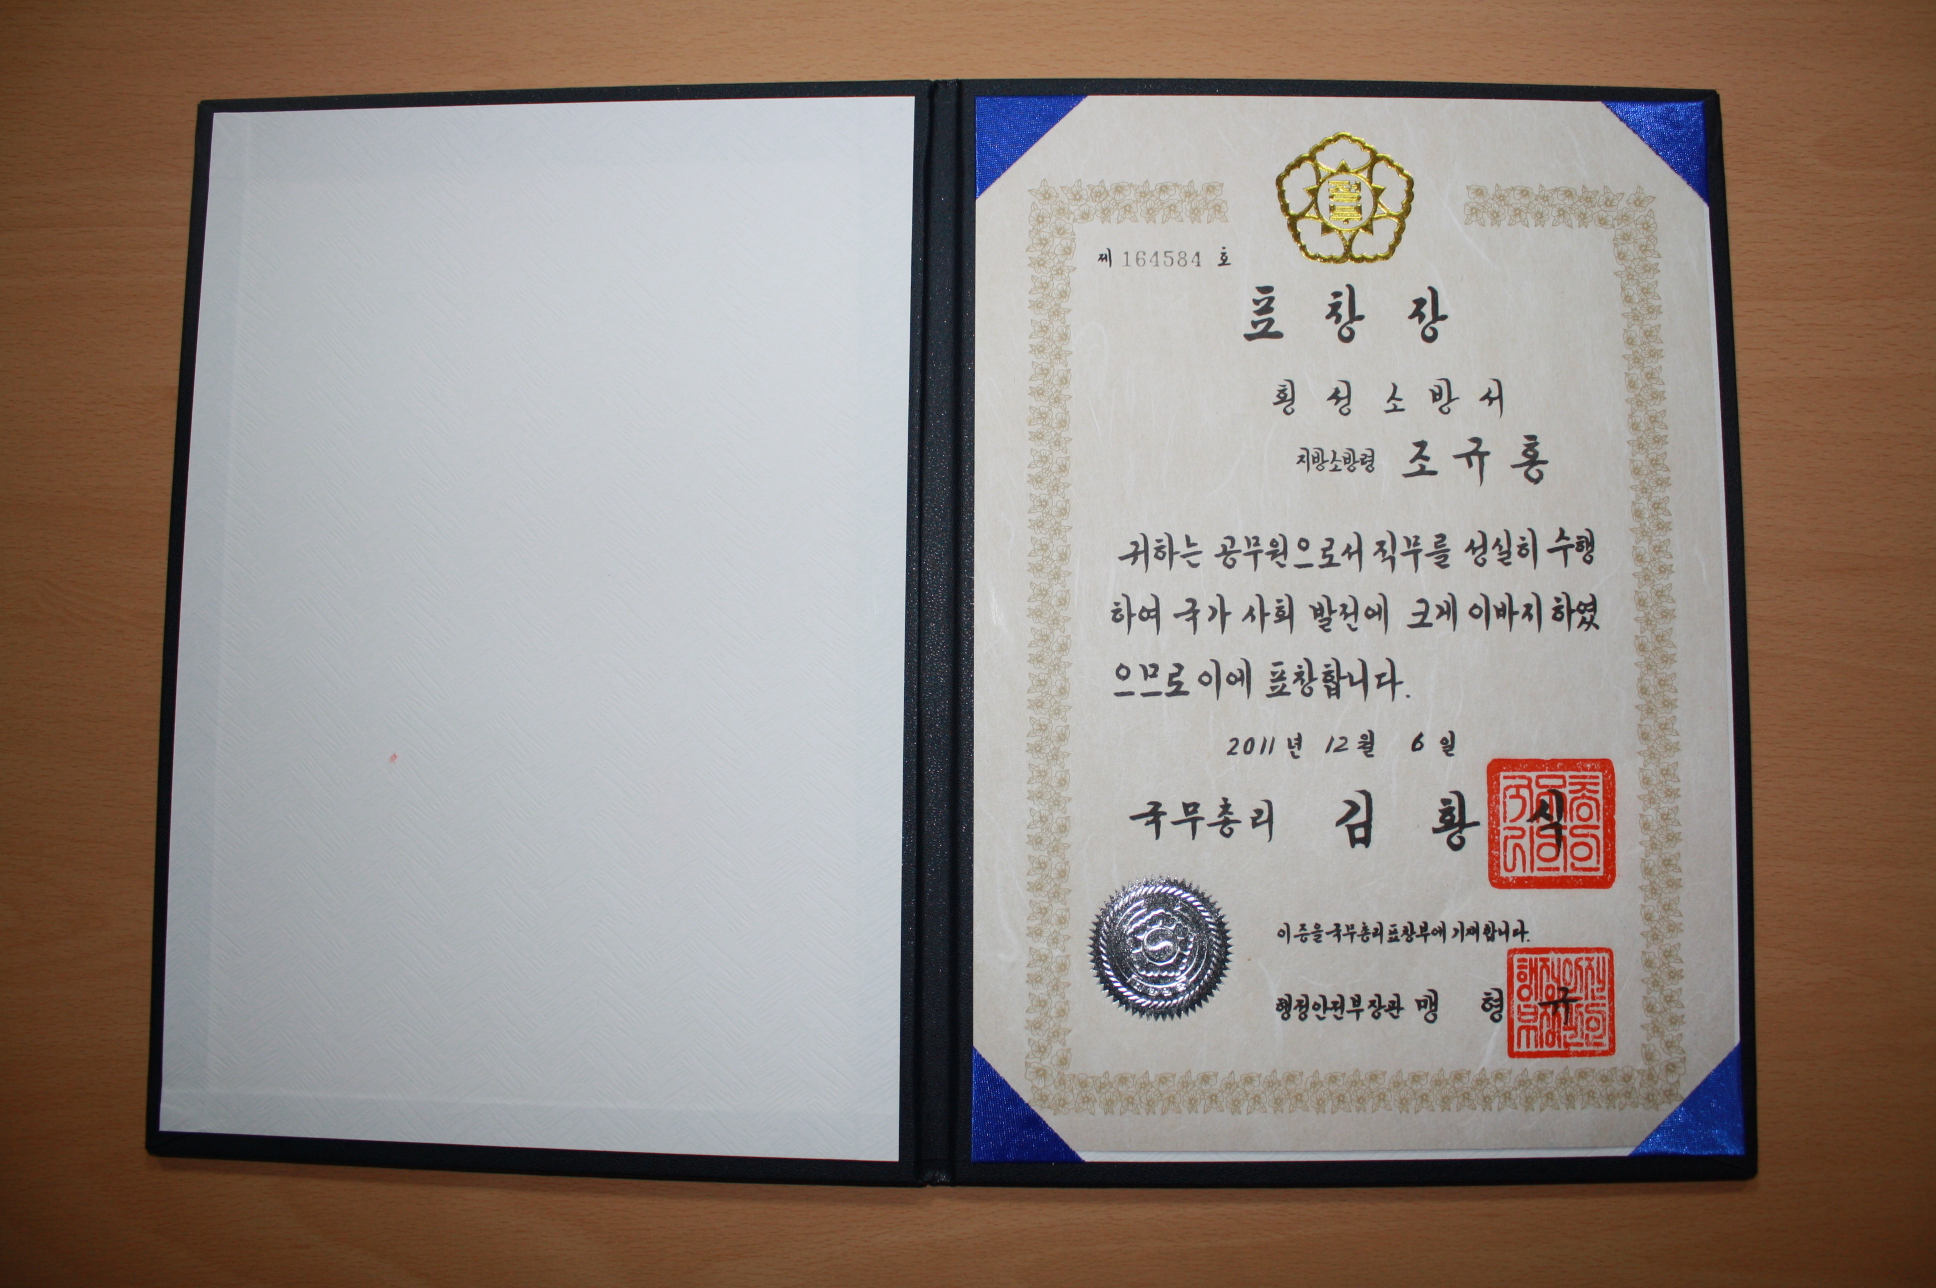 제 164584 호
표창장
횡성소방서
지방소방령 조규홍
귀하는 공무원으로서 직무를 성실히 수행
하여 국가 사회 발전에 크게 이바지 하였
으므로 이에 표창합니다.
2011년 12월 6일
국무총리 김황식
이 증을 국무총리표창부에 기재합니다.
행정안전부장관 맹형규